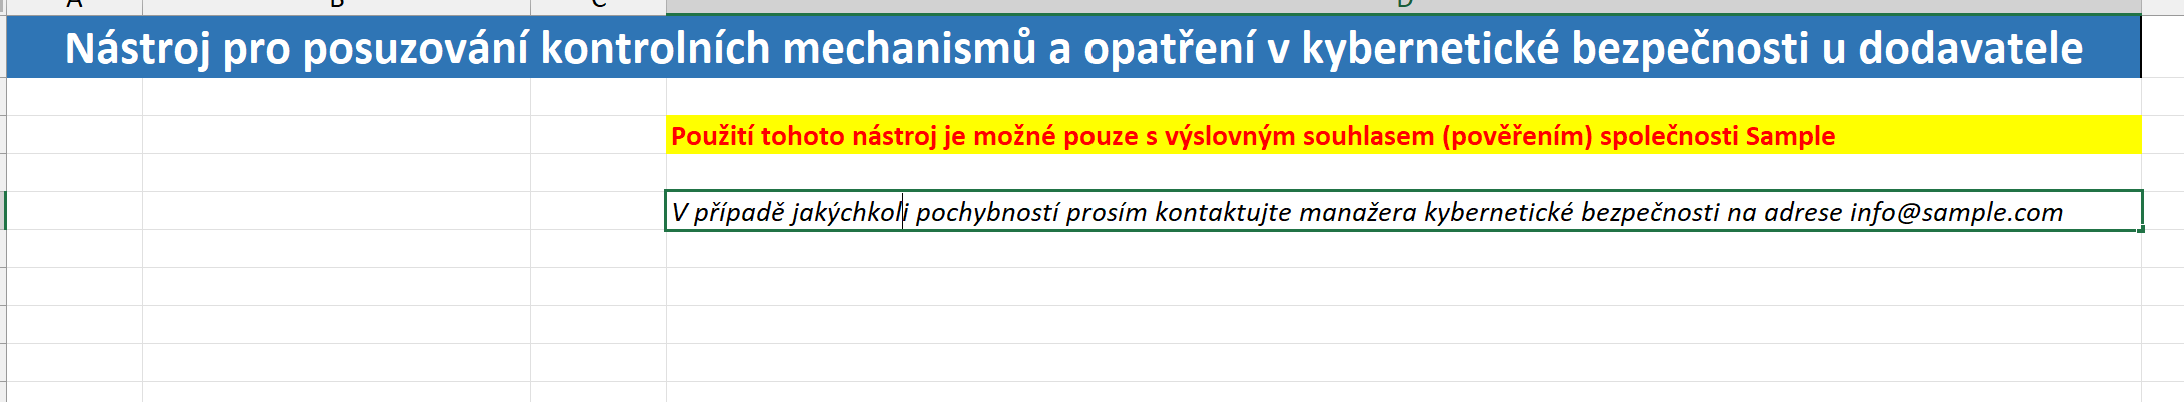 A B C D
Nástroj pro posuzování kontrolních mechanismů a opatření v kybernetické bezpečnosti u dodavatele
Použití tohoto nástroj je možné pouze s výslovným souhlasem (pověřením) společnosti Sample
V případě jakýchkoli pochybností prosím kontaktujte manažera kybernetické bezpečnosti na adrese info@sample.com